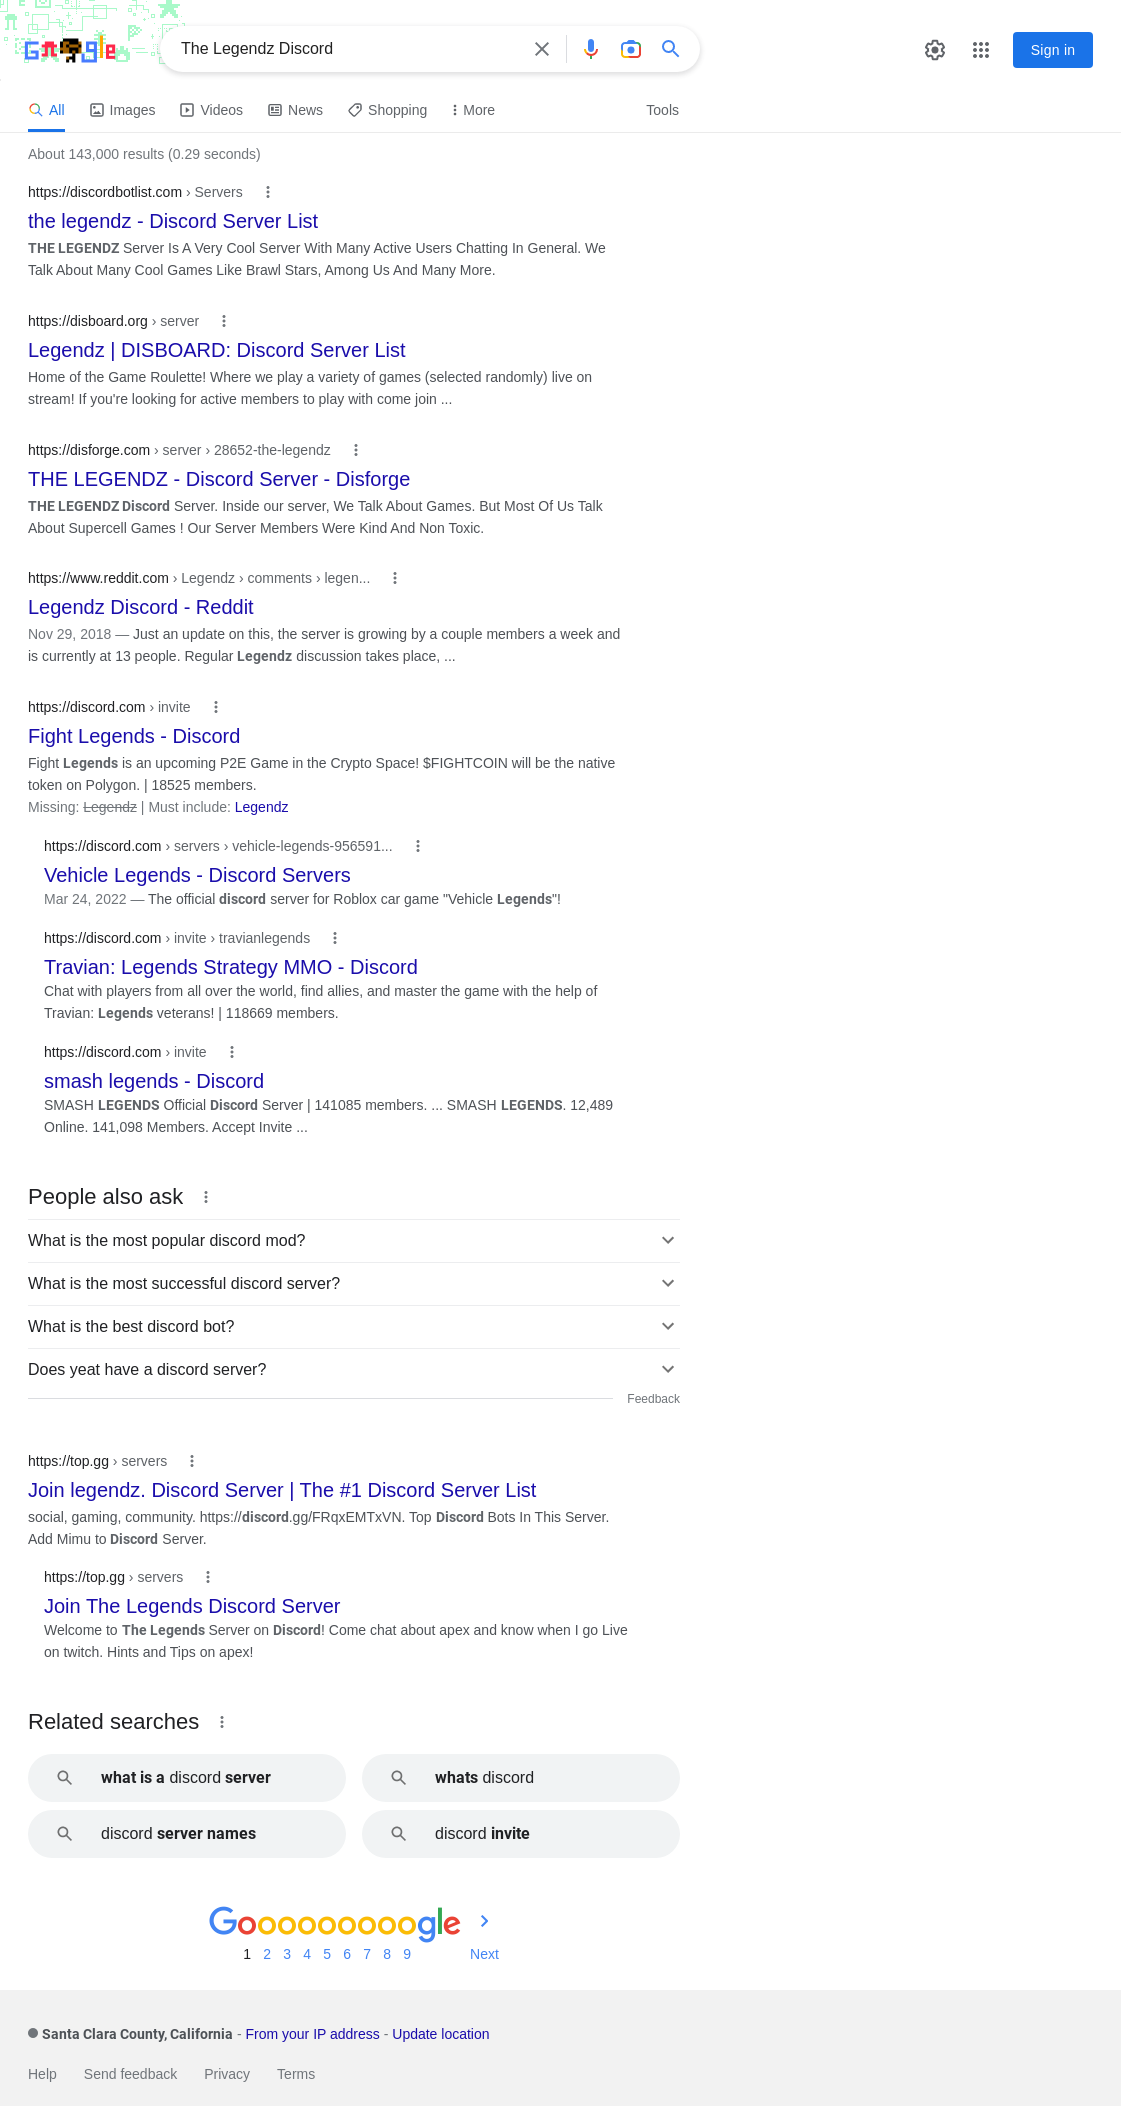 Google
The Legendz Discord
Sign in
All
Images
Videos
News
Shopping
More
Tools
About 143,000 results (0.29 seconds)
https://discordbotlist.com › Servers
the legendz - Discord Server List
THE LEGENDZ Server Is A Very Cool Server With Many Active Users Chatting In General. We
Talk About Many Cool Games Like Brawl Stars, Among Us And Many More.
https://disboard.org › server
Legendz | DISBOARD: Discord Server List
Home of the Game Roulette! Where we play a variety of games (selected randomly) live on
stream! If you're looking for active members to play with come join ...
https://disforge.com › server › 28652-the-legendz
THE LEGENDZ - Discord Server - Disforge
THE LEGENDZ Discord Server. Inside our server, We Talk About Games. But Most Of Us Talk
About Supercell Games ! Our Server Members Were Kind And Non Toxic.
https://www.reddit.com › Legendz › comments › legen...
Legendz Discord - Reddit
Nov 29, 2018 — Just an update on this, the server is growing by a couple members a week and
is currently at 13 people. Regular Legendz discussion takes place, ...
https://discord.com › invite
Fight Legends - Discord
Fight Legends is an upcoming P2E Game in the Crypto Space! $FIGHTCOIN will be the native
token on Polygon. | 18525 members.
Missing: Legendz | Must include: Legendz
https://discord.com › servers › vehicle-legends-956591...
Vehicle Legends - Discord Servers
Mar 24, 2022 — The official discord server for Roblox car game "Vehicle Legends"!
https://discord.com › invite › travianlegends
Travian: Legends Strategy MMO - Discord
Chat with players from all over the world, find allies, and master the game with the help of
Travian: Legends veterans! | 118669 members.
https://discord.com › invite
smash legends - Discord
SMASH LEGENDS Official Discord Server | 141085 members. ... SMASH LEGENDS. 12,489
Online. 141,098 Members. Accept Invite ...
People also ask
What is the most popular discord mod?
What is the most successful discord server?
What is the best discord bot?
Does yeat have a discord server?
Feedback
https://top.gg › servers
Join legendz. Discord Server | The #1 Discord Server List
social, gaming, community. https://discord.gg/FRqxEMTxVN. Top Discord Bots In This Server.
Add Mimu to Discord Server.
https://top.gg › servers
Join The Legends Discord Server
Welcome to The Legends Server on Discord! Come chat about apex and know when I go Live
on twitch. Hints and Tips on apex!
Related searches
what is a discord server
whats discord
discord server names
discord invite
Goooooooooogle
1 2 3 4 5 6 7 8 9 Next
Santa Clara County, California - From your IP address - Update location
Help Send feedback Privacy Terms